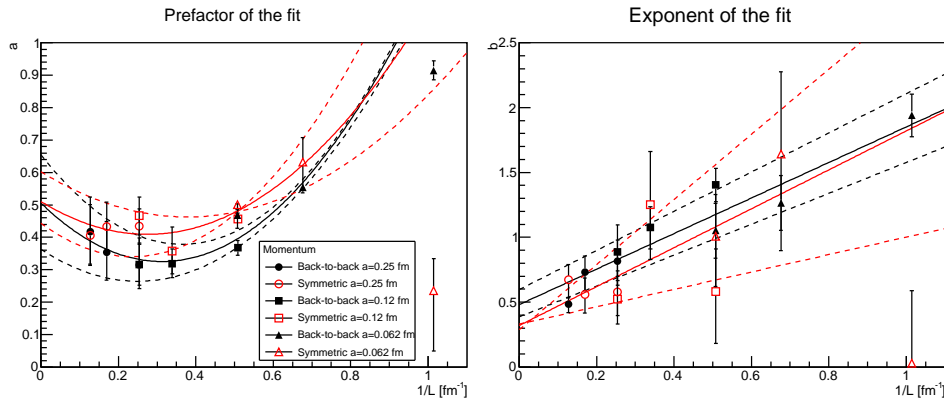 Prefactor of the fit
a
1
0.9
0.8
0.7
0.6
0.5
0.4
0.3
0.2
0.1
0
0
0.2
0.4
0.6
0.8
1
1/L [fm⁻¹]
Momentum
Back-to-back a=0.25 fm
Symmetric a=0.25 fm
Back-to-back a=0.12 fm
Symmetric a=0.12 fm
Back-to-back a=0.062 fm
Symmetric a=0.062 fm
Exponent of the fit
b
2.5
2
1.5
1
0.5
0
0
0.2
0.4
0.6
0.8
1
1/L [fm⁻¹]